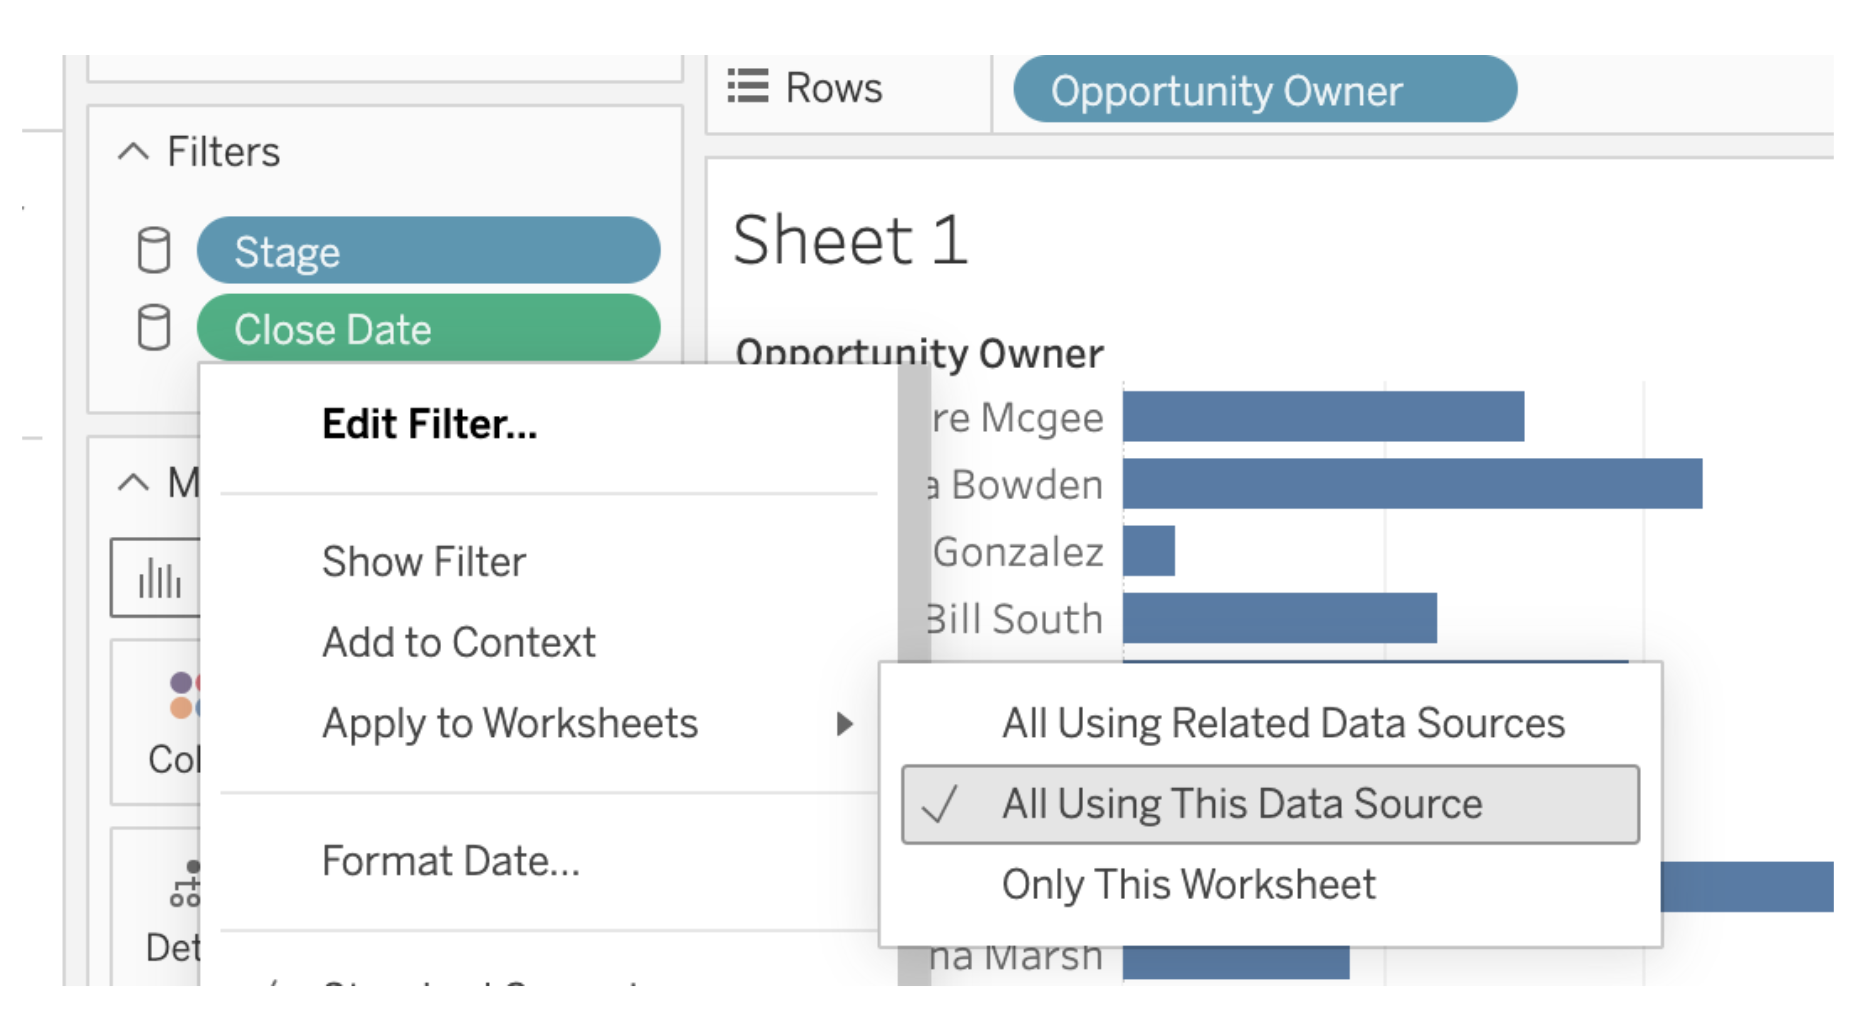 Rows
Opportunity Owner
Filters
Stage
Close Date
Sheet 1
Opportunity Owner
Edit Filter...
Show Filter
Add to Context
Apply to Worksheets
Format Date...
re Mcgee
a Bowden
Gonzalez
Bill South
All Using Related Data Sources
All Using This Data Source
Only This Worksheet
na Marsh
M
Col
Det